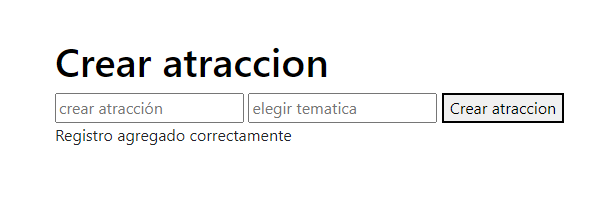 Crear atraccion
crear atracción elegir tematica Crear atraccion
Registro agregado correctamente